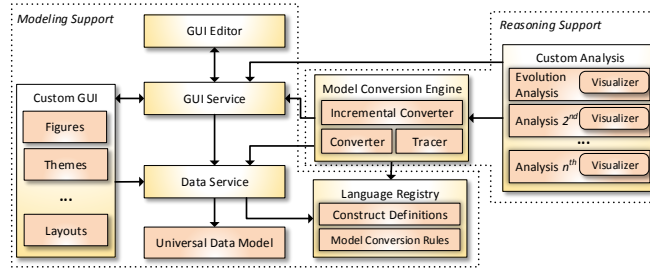 Modeling Support
Reasoning Support
GUI Editor
Custom Analysis
Evolution Analysis
Visualizer
Analysis 2nd
Visualizer
...
Analysis nth
Visualizer
Custom GUI
Figures
Themes
...
Layouts
GUI Service
Model Conversion Engine
Incremental Converter
Converter
Tracer
Data Service
Language Registry
Construct Definitions
Model Conversion Rules
Universal Data Model